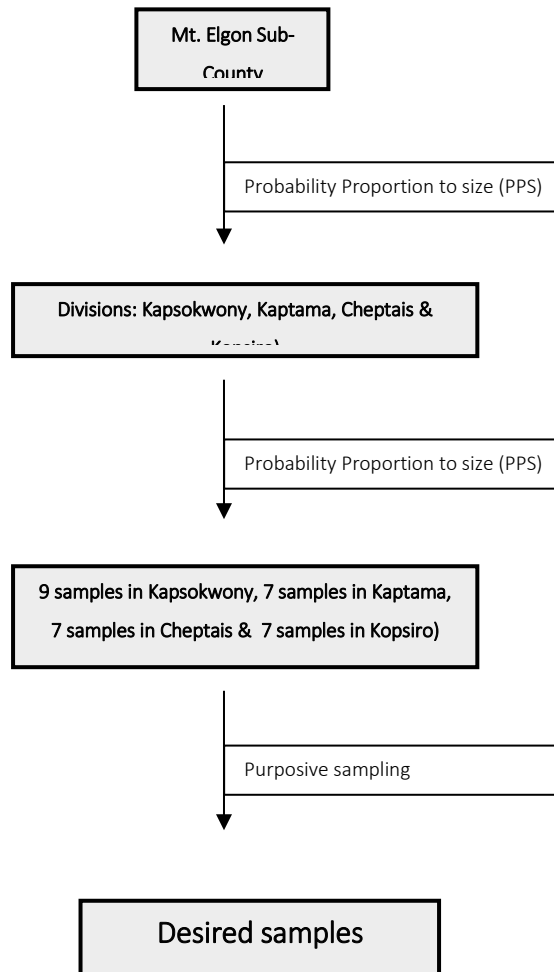 Mt. Elgon Sub-
County
Probability Proportion to size (PPS)
Divisions: Kapsokwony, Kaptama, Cheptais &
Kopsiro)
Probability Proportion to size (PPS)
9 samples in Kapsokwony, 7 samples in Kaptama,
7 samples in Cheptais & 7 samples in Kopsiro)
Purposive sampling
Desired samples